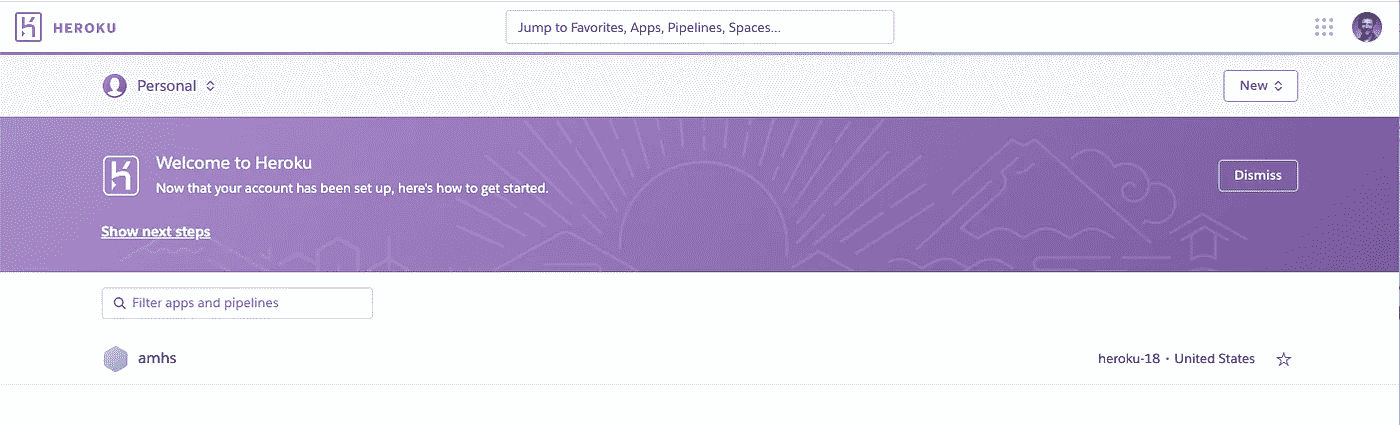 HEROKU
Jump to Favorites, Apps, Pipelines, Spaces...
Personal
New
Welcome to Heroku
Now that your account has been set up, here's how to get started.
Dismiss
Show next steps
Filter apps and pipelines
amhs
heroku-18 · United States